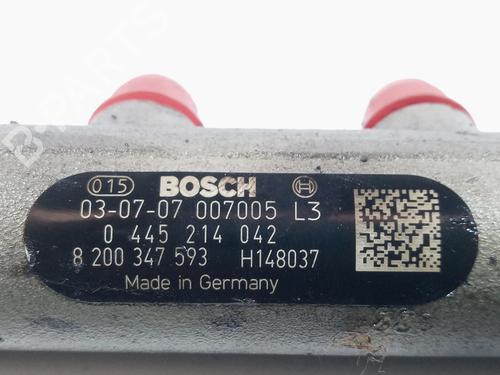 B-PARTS
015 BOSCH
03-07-07 007005 L3
0 445 214 042
8 200 347 593 H148037
Made in Germany